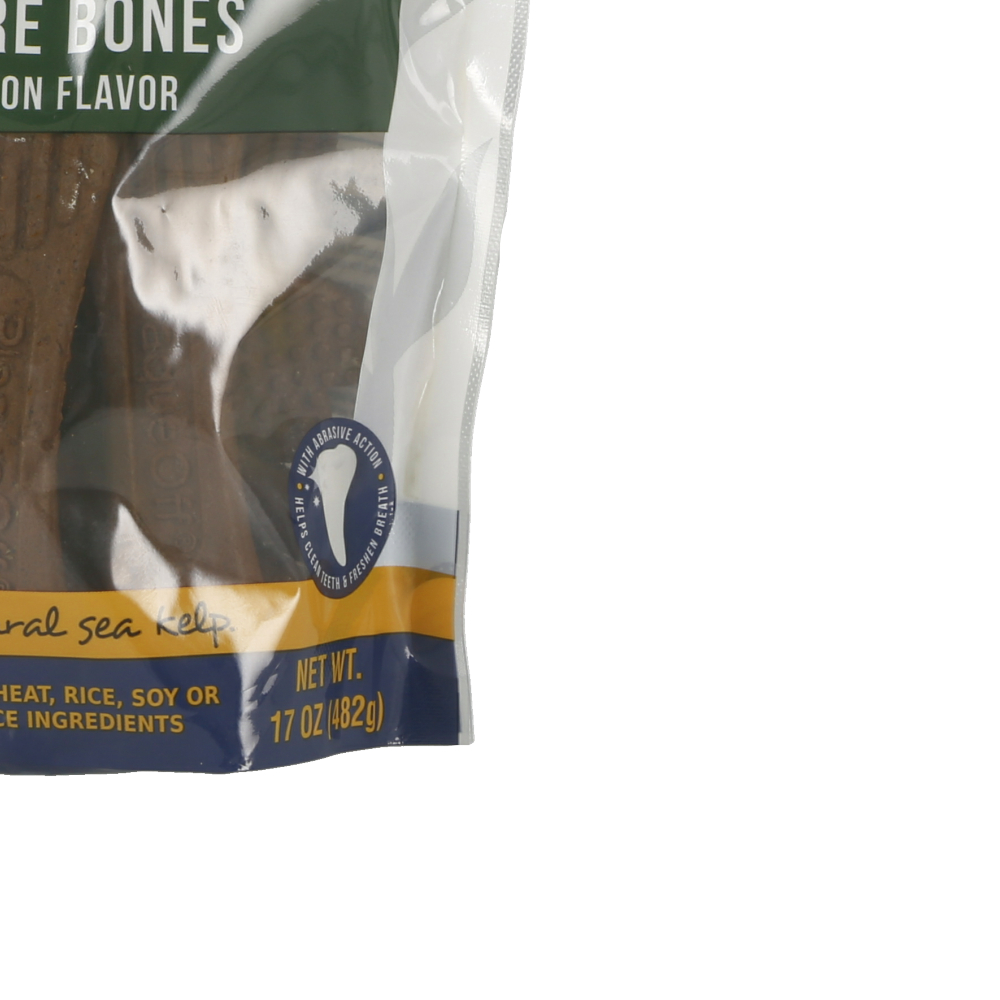 RE BONES
ON FLAVOR
WITH ABRASIVE ACTION
HELPS CLEAN TEETH & FRESHEN BREATH
ral sea kelp.
HEAT, RICE, SOY OR
CE INGREDIENTS
NET WT.
17 OZ (482g)